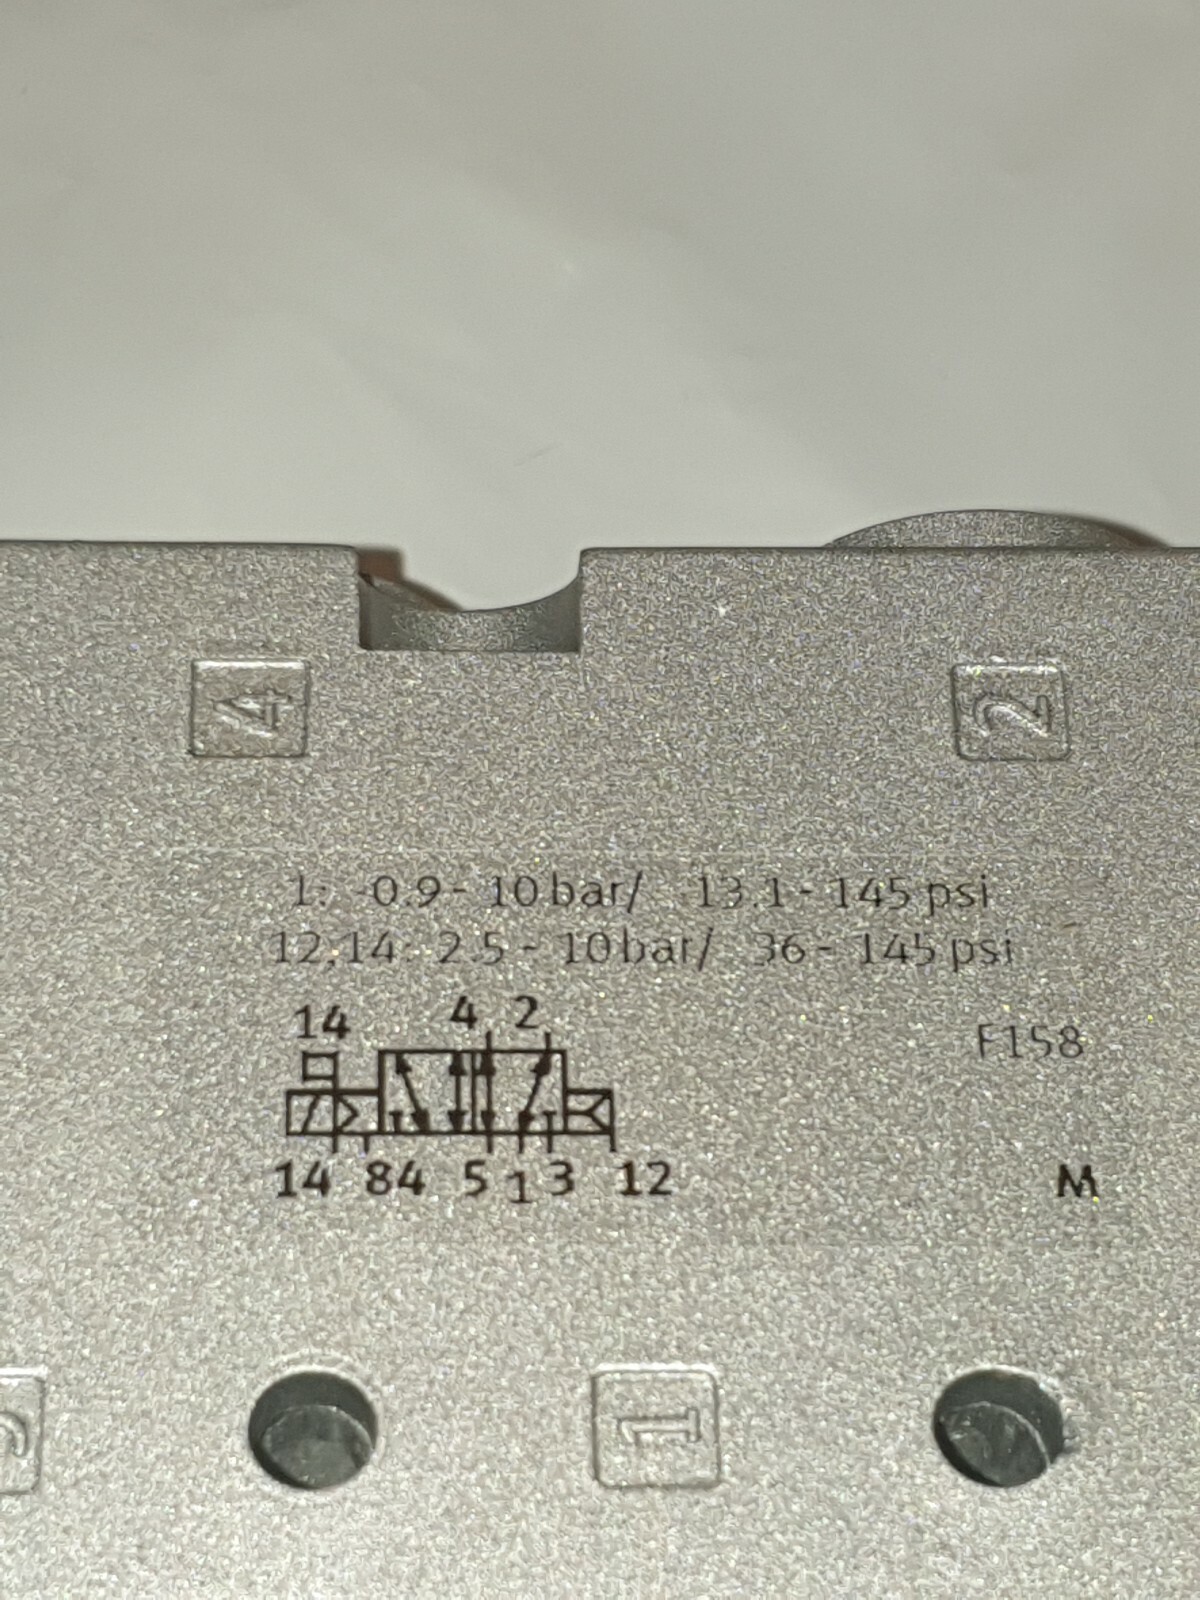 4
2
1: -0.9 - 10 bar/ -13.1 - 145 psi
12,14: 2.5 - 10 bar/ 36 - 145 psi
14 4 2
F158
14 84 5 1 3 12
M
1